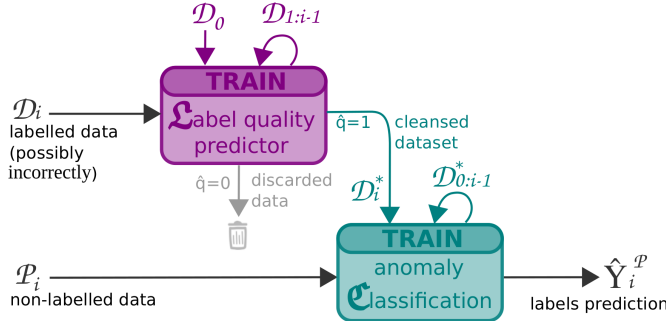 𝒟₀ 𝒟₁:ᵢ₋₁
TRAIN
𝒟ᵢ
labelled data
(possibly
incorrectly)
𝕷abel quality
predictor
q̂=1
cleansed
dataset
q̂=0
discarded
data
𝒟ᵢ* 𝒟*₀:ᵢ₋₁
TRAIN
𝒫ᵢ
non-labelled data
anomaly
𝕮lassification
Ŷᵢ^𝒫
labels prediction